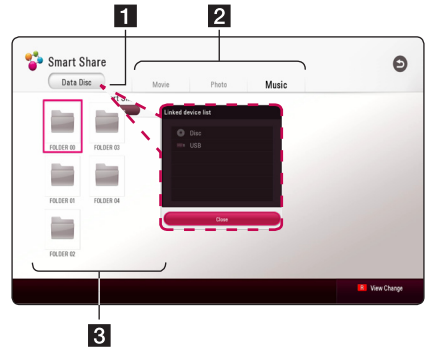 1
2
Smart Share
Data Disc
Movie
Photo
Music
Linked device list
Disc
USB
FOLDER 00
FOLDER 03
FOLDER 01
FOLDER 04
Close
FOLDER 02
View Change
3